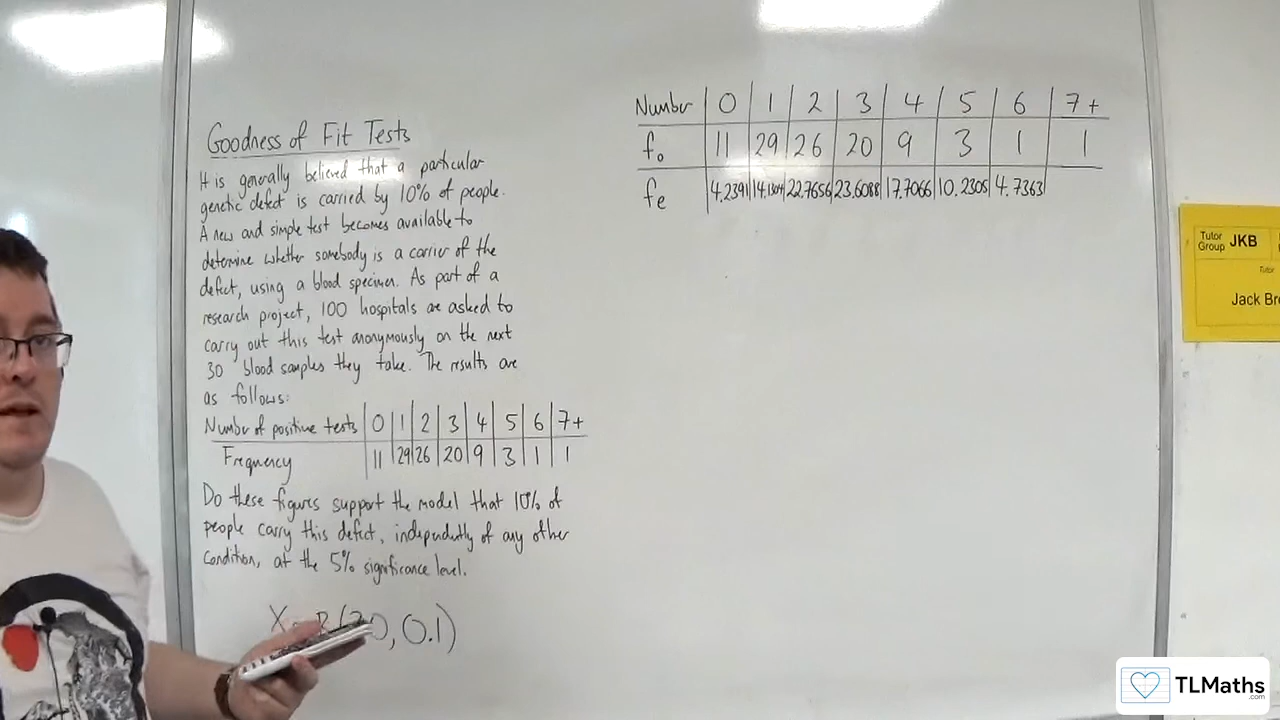 Goodness of Fit Tests
It is generally believed that a particular
genetic defect is carried by 10% of people.
A new and simple test becomes available to
determine whether somebody is a carrier of the
defect, using a blood specimen. As part of a
research project, 100 hospitals are asked to
carry out this test anonymously on the next
30 blood samples they take. The results are
as follows:
Number of positive tests 0 1 2 3 4 5 6 7+
Frequency 11 29 26 20 9 3 1 1
Do these figures support the model that 10% of
people carry this defect, independently of any other
condition, at the 5% significance level.
0, 0.1)
Number 0 1 2 3 4 5 6 7+
fo 11 29 26 20 9 3 1 1
fe 4.2391 14.1304 22.7656 23.6088 17.7066 10.2305 4.7363
Tutor Group JKB
Tutor
Jack Bro
TLMaths
.com